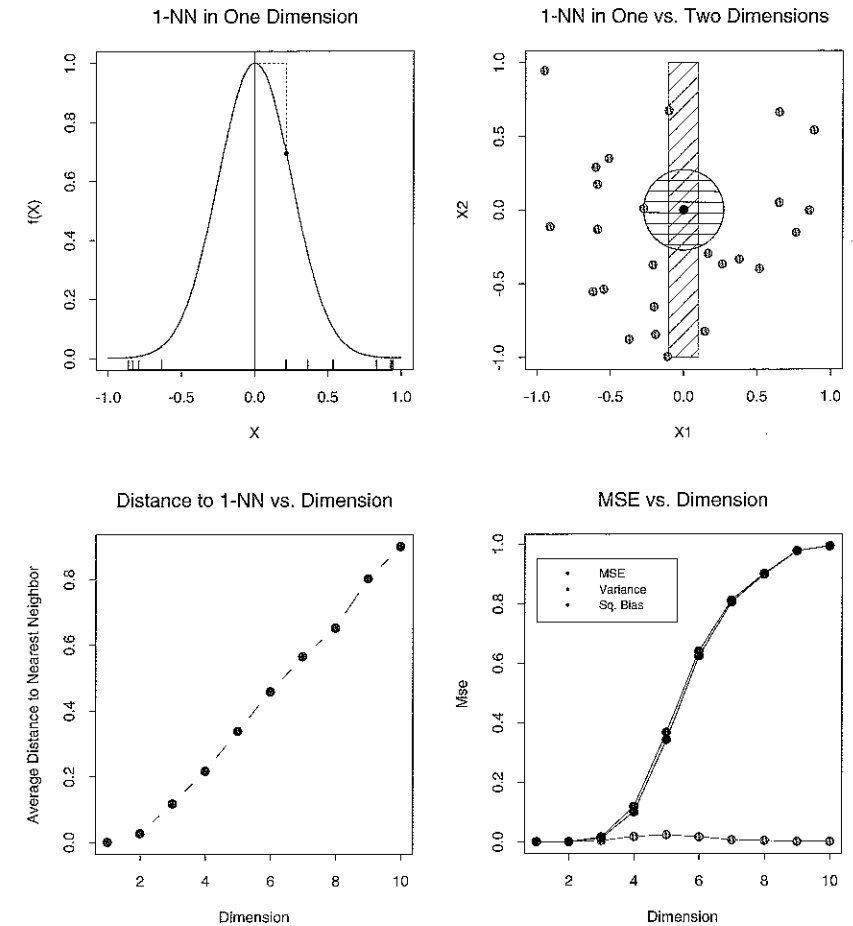 1-NN in One Dimension
f(X)
1.0
0.8
0.6
0.4
0.2
0.0
-1.0 -0.5 0.0 0.5 1.0
X
1-NN in One vs. Two Dimensions
X2
1.0
0.5
0.0
-0.5
-1.0
-1.0 -0.5 0.0 0.5 1.0
X1
Distance to 1-NN vs. Dimension
Average Distance to Nearest Neighbor
0.8
0.6
0.4
0.2
0.0
2 4 6 8 10
Dimension
MSE vs. Dimension
Mse
1.0
0.8
0.6
0.4
0.2
0.0
MSE
Variance
Sq. Bias
2 4 6 8 10
Dimension